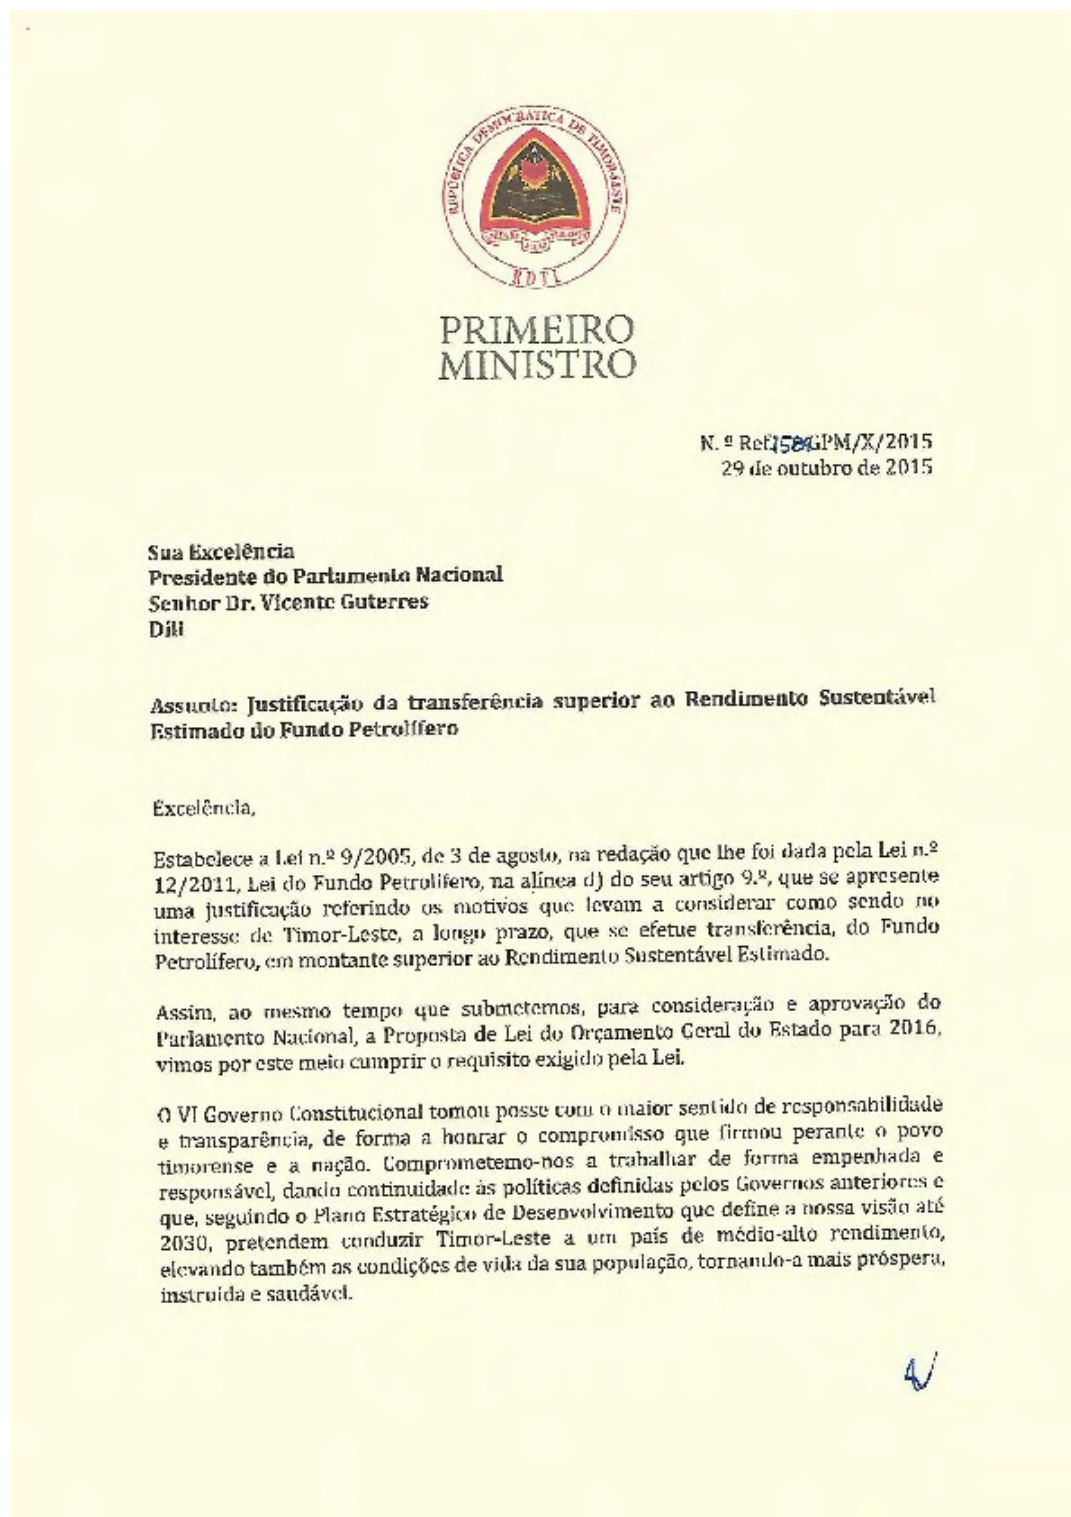 REPÚBLICA DEMOCRÁTICA DE TIMOR-LESTE
RDTL
PRIMEIRO
MINISTRO
N. º Ref: GPM/X/2015
29 de outubro de 2015
Sua Excelência
Presidente do Parlamento Nacional
Senhor Dr. Vicente Guterres
Díli
Assunto: Justificação da transferência superior ao Rendimento Sustentável
Estimado do Fundo Petrolífero
Excelência,
Estabelece a Lei n.º 9/2005, de 3 de agosto, na redação que lhe foi dada pela Lei n.º
12/2011, Lei do Fundo Petrolífero, na alínea d) do seu artigo 9.º, que se apresente
uma justificação referindo os motivos que levam a considerar como sendo no
interesse de Timor-Leste, a longo prazo, que se efetue transferência, do Fundo
Petrolífero, em montante superior ao Rendimento Sustentável Estimado.
Assim, ao mesmo tempo que submetemos, para consideração e aprovação do
Parlamento Nacional, a Proposta de Lei do Orçamento Geral do Estado para 2016,
vimos por este meio cumprir o requisito exigido pela Lei.
O VI Governo Constitucional tomou posse com o maior sentido de responsabilidade
e transparência, de forma a honrar o compromisso que firmou perante o povo
timorense e a nação. Comprometemo-nos a trabalhar de forma empenhada e
responsável, dando continuidade às políticas definidas pelos Governos anteriores e
que, seguindo o Plano Estratégico de Desenvolvimento que define a nossa visão até
2030, pretendem conduzir Timor-Leste a um país de médio-alto rendimento,
elevando também as condições de vida da sua população, tornando-a mais próspera,
instruída e saudável.